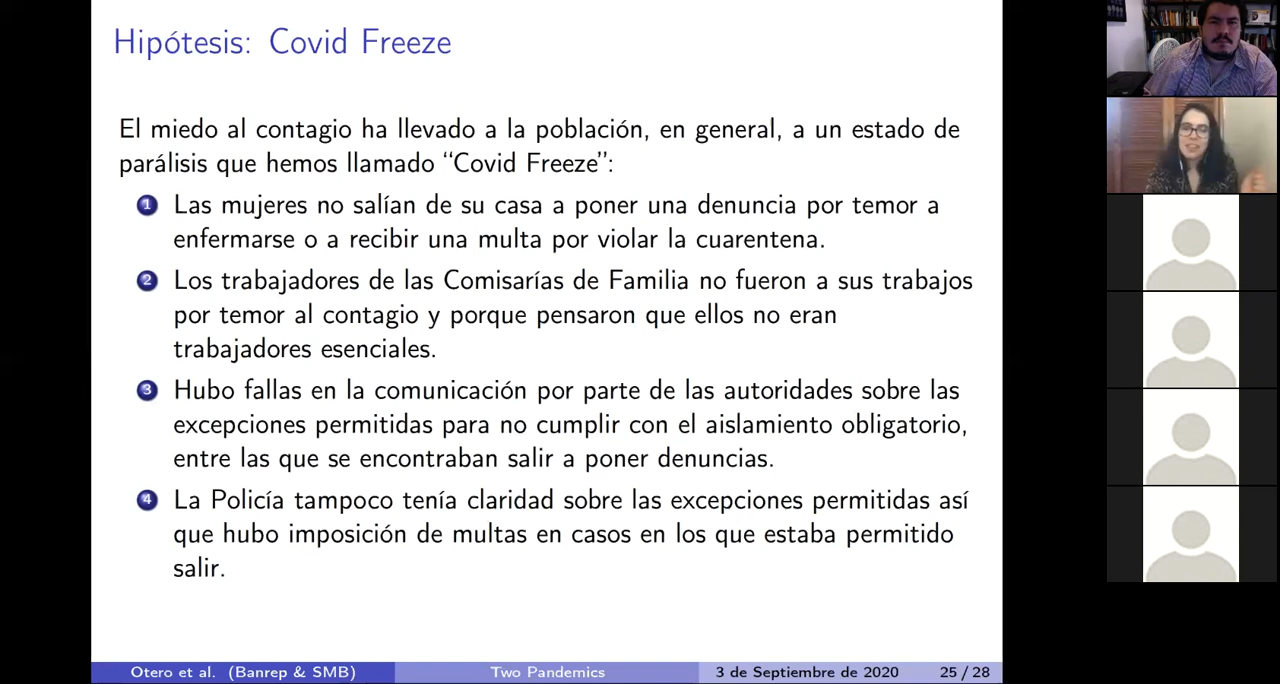 Hipótesis: Covid Freeze
El miedo al contagio ha llevado a la población, en general, a un estado de
parálisis que hemos llamado “Covid Freeze”:
1 Las mujeres no salían de su casa a poner una denuncia por temor a
enfermarse o a recibir una multa por violar la cuarentena.
2 Los trabajadores de las Comisarías de Familia no fueron a sus trabajos
por temor al contagio y porque pensaron que ellos no eran
trabajadores esenciales.
3 Hubo fallas en la comunicación por parte de las autoridades sobre las
excepciones permitidas para no cumplir con el aislamiento obligatorio,
entre las que se encontraban salir a poner denuncias.
4 La Policía tampoco tenía claridad sobre las excepciones permitidas así
que hubo imposición de multas en casos en los que estaba permitido
salir.
Otero et al. (Banrep & SMB) Two Pandemics 3 de Septiembre de 2020 25 / 28